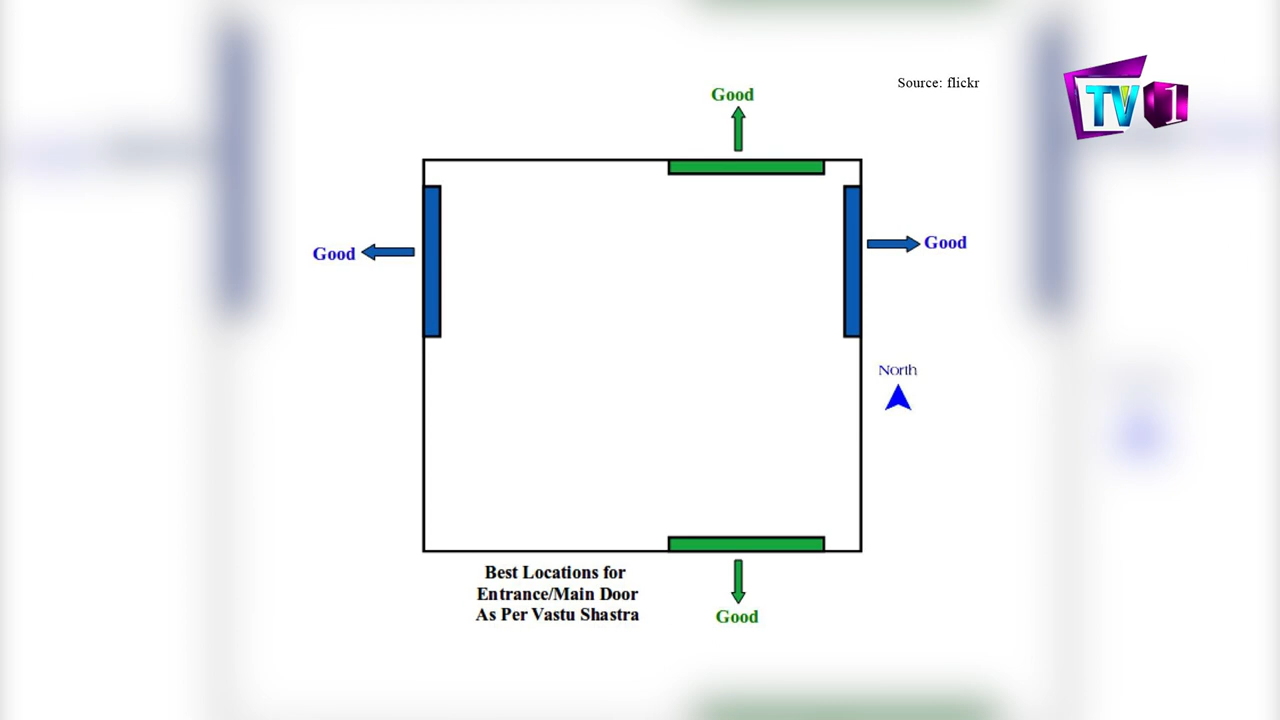 Source: flickr
TV1
Good
Good
Good
North
Best Locations for
Entrance/Main Door
As Per Vastu Shastra
Good